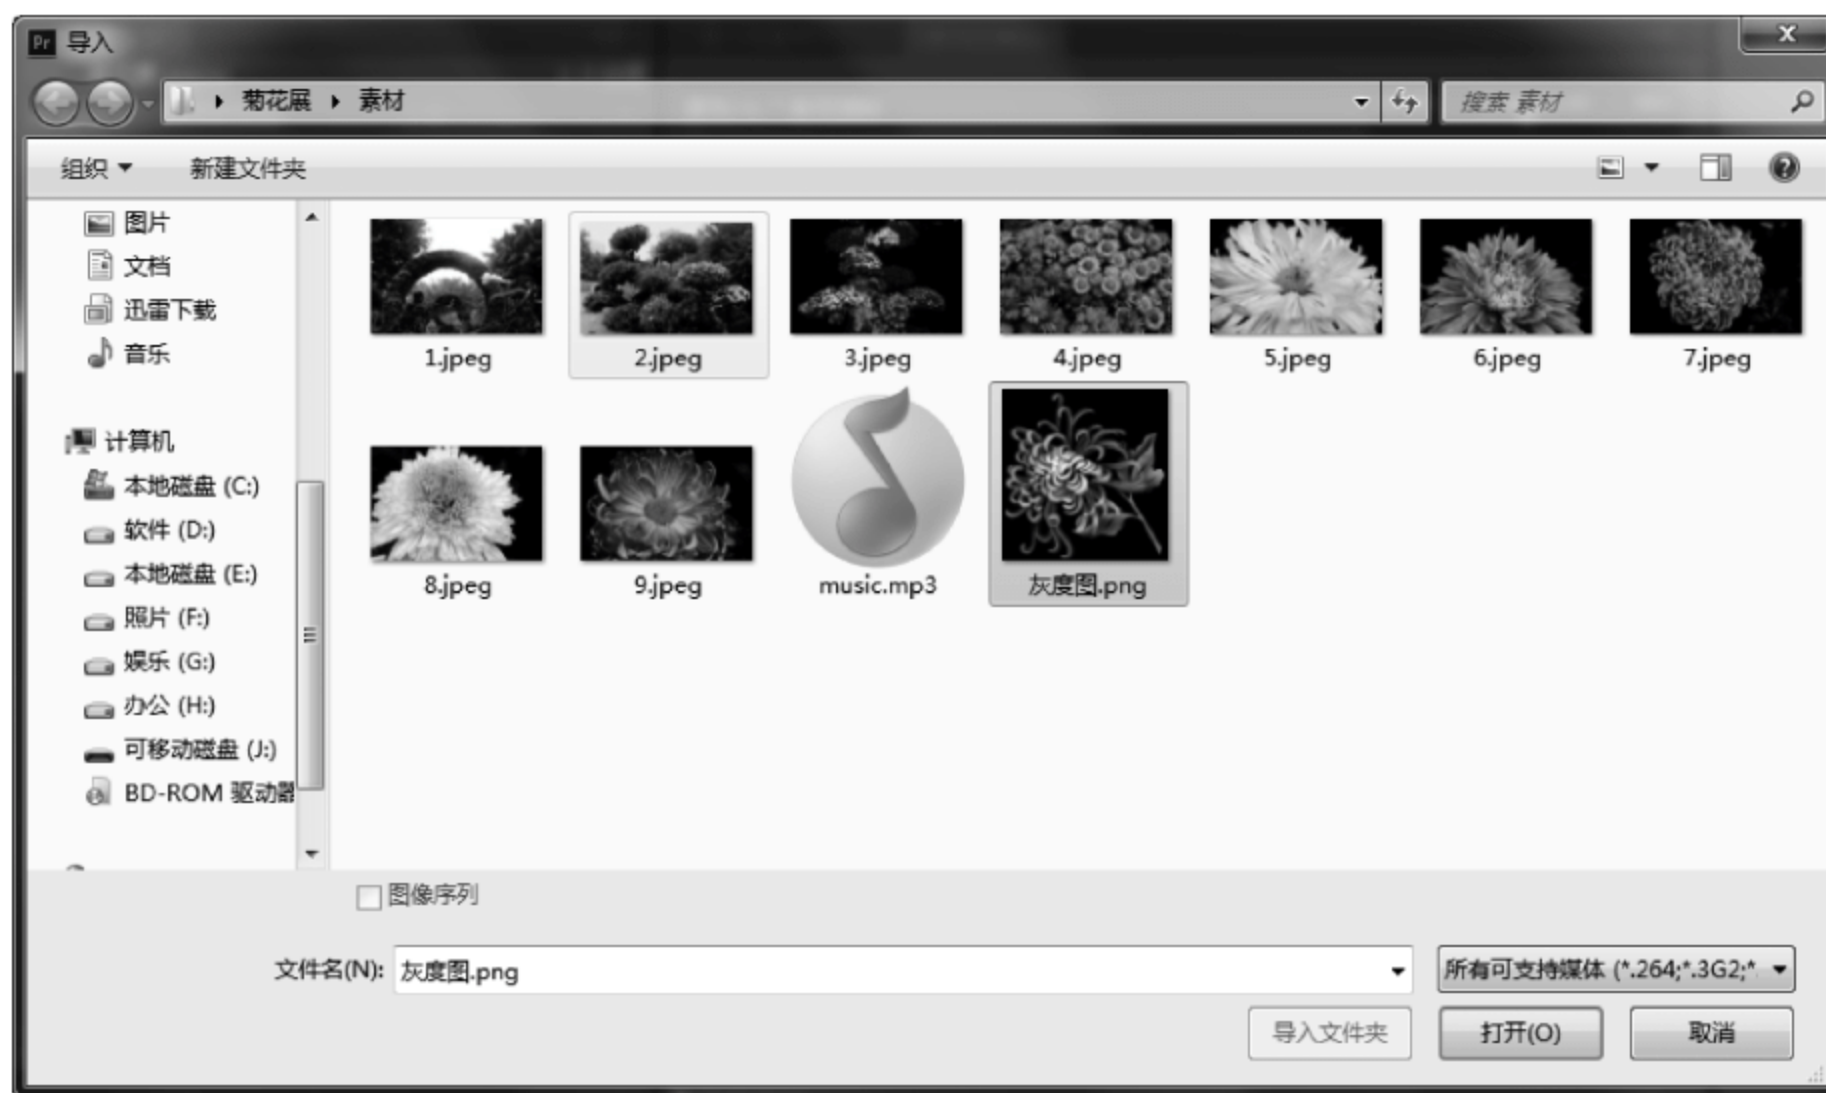 Pr 导入
菊花展 素材
搜索 素材
组织 新建文件夹
图片
文档
迅雷下载
音乐
计算机
本地磁盘 (C:)
软件 (D:)
本地磁盘 (E:)
照片 (F:)
娱乐 (G:)
办公 (H:)
可移动磁盘 (J:)
BD-ROM 驱动器
1.jpeg 2.jpeg 3.jpeg 4.jpeg 5.jpeg 6.jpeg 7.jpeg
8.jpeg 9.jpeg music.mp3 灰度图.png
图像序列
文件名(N): 灰度图.png 所有可支持媒体 (*.264;*.3G2;*.
导入文件夹 打开(O) 取消